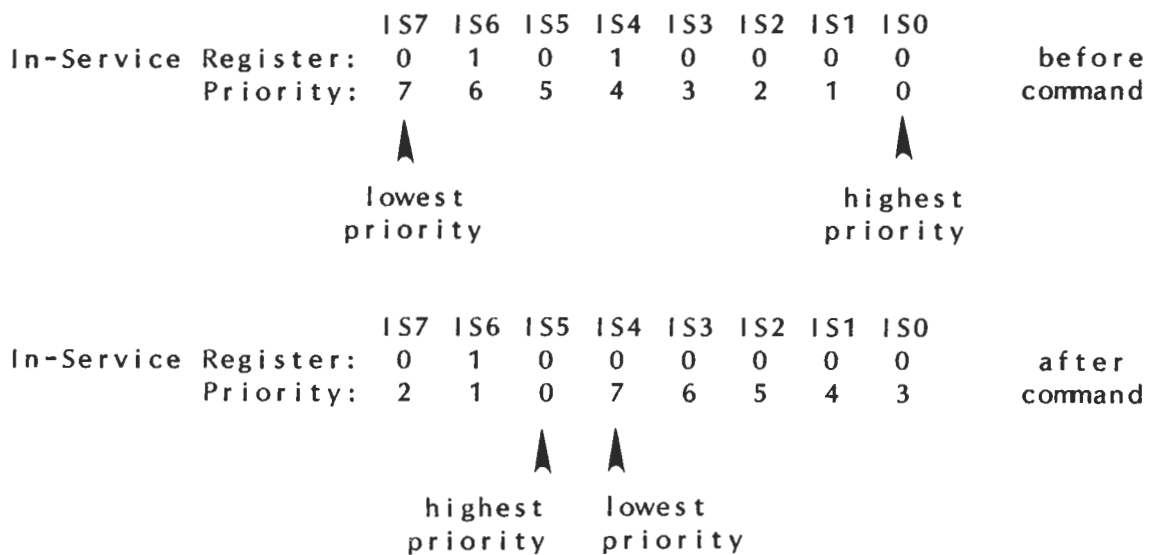 IS7 IS6 IS5 IS4 IS3 IS2 IS1 IS0
In-Service Register: 0 1 0 1 0 0 0 0 before
Priority: 7 6 5 4 3 2 1 0 command
lowest highest
priority priority
IS7 IS6 IS5 IS4 IS3 IS2 IS1 IS0
In-Service Register: 0 1 0 0 0 0 0 0 after
Priority: 2 1 0 7 6 5 4 3 command
highest lowest
priority priority